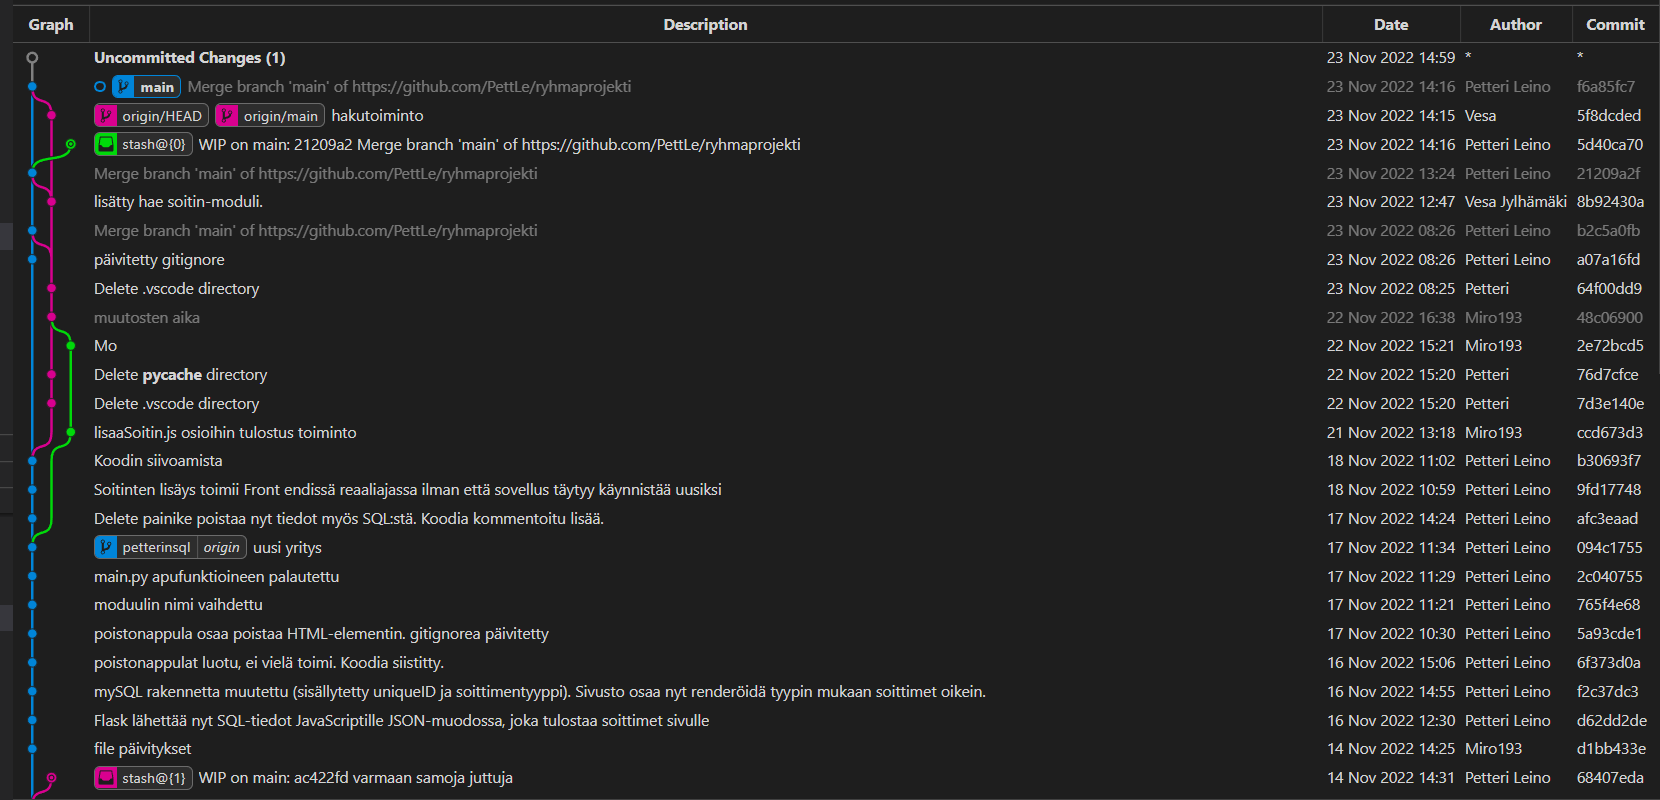 Graph Description Date Author Commit
Uncommitted Changes (1) 23 Nov 2022 14:59 * *
main Merge branch 'main' of https://github.com/PettLe/ryhmaprojekti 23 Nov 2022 14:16 Petteri Leino f6a85fc7
origin/HEAD origin/main hakutoiminto 23 Nov 2022 14:15 Vesa 5f8dcded
stash@{0} WIP on main: 21209a2 Merge branch 'main' of https://github.com/PettLe/ryhmaprojekti 23 Nov 2022 14:16 Petteri Leino 5d40ca70
Merge branch 'main' of https://github.com/PettLe/ryhmaprojekti 23 Nov 2022 13:24 Petteri Leino 21209a2f
lisätty hae soitin-moduli. 23 Nov 2022 12:47 Vesa Jylhämäki 8b92430a
Merge branch 'main' of https://github.com/PettLe/ryhmaprojekti 23 Nov 2022 08:26 Petteri Leino b2c5a0fb
päivitetty gitignore 23 Nov 2022 08:26 Petteri Leino a07a16fd
Delete .vscode directory 23 Nov 2022 08:25 Petteri 64f00dd9
muutosten aika 22 Nov 2022 16:38 Miro193 48c06900
Mo 22 Nov 2022 15:21 Miro193 2e72bcd5
Delete pycache directory 22 Nov 2022 15:20 Petteri 76d7cfce
Delete .vscode directory 22 Nov 2022 15:20 Petteri 7d3e140e
lisaaSoitin.js osioihin tulostus toiminto 21 Nov 2022 13:18 Miro193 ccd673d3
Koodin siivoamista 18 Nov 2022 11:02 Petteri Leino b30693f7
Soitinten lisäys toimii Front endissä reaaliajassa ilman että sovellus täytyy käynnistää uusiksi 18 Nov 2022 10:59 Petteri Leino 9fd17748
Delete painike poistaa nyt tiedot myös SQL:stä. Koodia kommentoitu lisää. 17 Nov 2022 14:24 Petteri Leino afc3eaad
petterinsql origin uusi yritys 17 Nov 2022 11:34 Petteri Leino 094c1755
main.py apufunktioineen palautettu 17 Nov 2022 11:29 Petteri Leino 2c040755
moduulin nimi vaihdettu 17 Nov 2022 11:21 Petteri Leino 765f4e68
poistonappula osaa poistaa HTML-elementin. gitignorea päivitetty 17 Nov 2022 10:30 Petteri Leino 5a93cde1
poistonappulat luotu, ei vielä toimi. Koodia siistitty. 16 Nov 2022 15:06 Petteri Leino 6f373d0a
mySQL rakennetta muutettu (sisällytetty uniqueID ja soittimentyyppi). Sivusto osaa nyt renderöidä tyypin mukaan soittimet oikein. 16 Nov 2022 14:55 Petteri Leino f2c37dc3
Flask lähettää nyt SQL-tiedot JavaScriptille JSON-muodossa, joka tulostaa soittimet sivulle 16 Nov 2022 12:30 Petteri Leino d62dd2de
file päivitykset 14 Nov 2022 14:25 Miro193 d1bb433e
stash@{1} WIP on main: ac422fd varmaan samoja juttuja 14 Nov 2022 14:31 Petteri Leino 68407eda